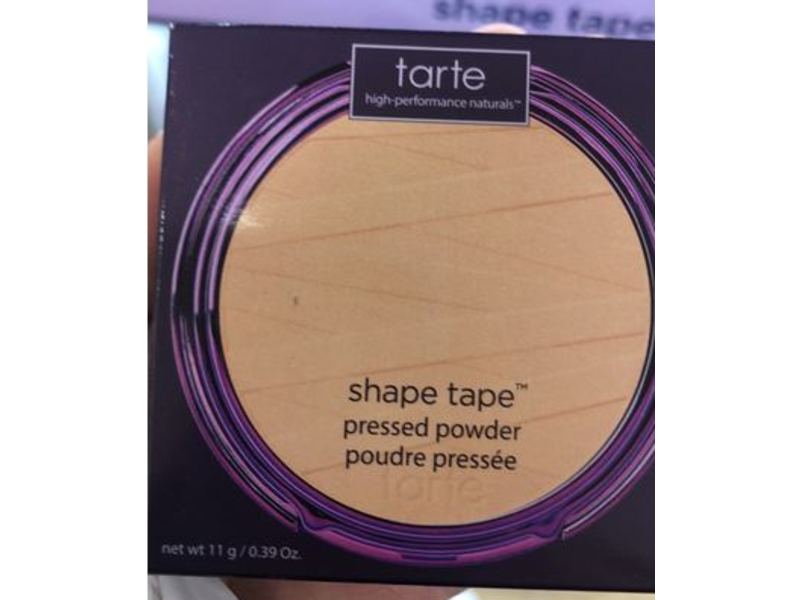 shape tape
tarte
high-performance naturals™
shape tape™
pressed powder
poudre pressée
tarte
net wt 11 g / 0.39 Oz.